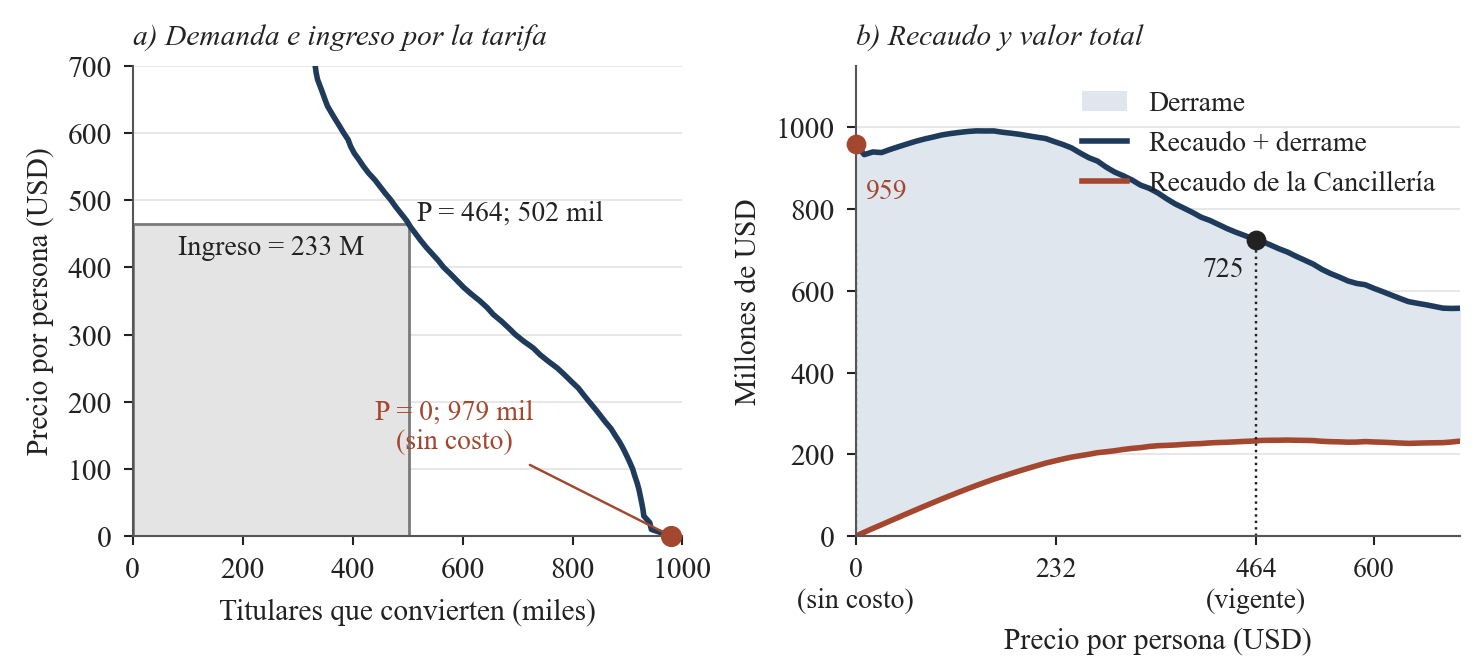 a) Demanda e ingreso por la tarifa
700
600
500
400
300
200
100
0
Precio por persona (USD)
P = 464; 502 mil
Ingreso = 233 M
P = 0; 979 mil
(sin costo)
0 200 400 600 800 1000
Titulares que convierten (miles)
b) Recaudo y valor total
Derrame
Recaudo + derrame
Recaudo de la Cancillería
1000
800
600
400
200
0
Millones de USD
959
725
0 232 464 600
(sin costo) (vigente)
Precio por persona (USD)